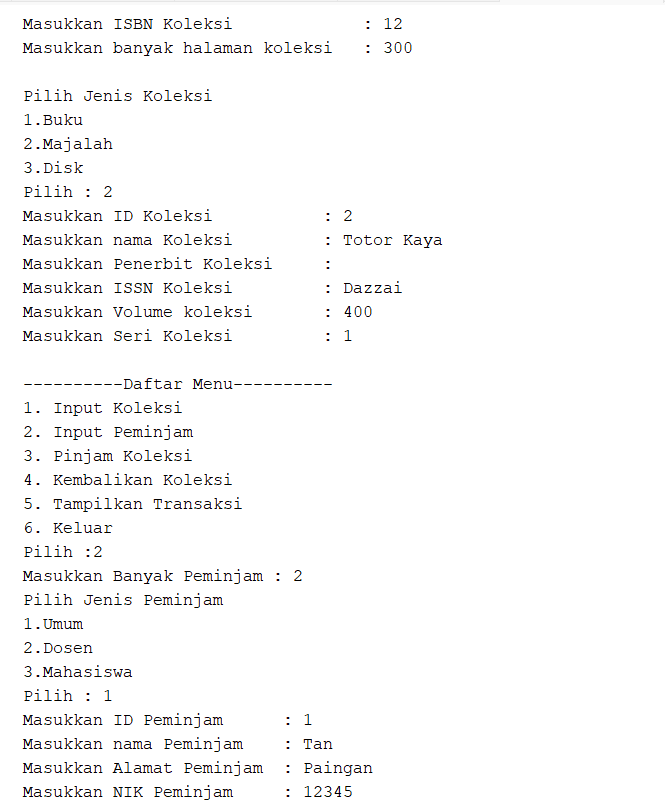 Masukkan ISBN Koleksi             : 12
Masukkan banyak halaman koleksi   : 300

Pilih Jenis Koleksi
1.Buku
2.Majalah
3.Disk
Pilih : 2
Masukkan ID Koleksi           : 2
Masukkan nama Koleksi         : Totor Kaya
Masukkan Penerbit Koleksi     :
Masukkan ISSN Koleksi         : Dazzai
Masukkan Volume koleksi       : 400
Masukkan Seri Koleksi         : 1

----------Daftar Menu----------
1. Input Koleksi
2. Input Peminjam
3. Pinjam Koleksi
4. Kembalikan Koleksi
5. Tampilkan Transaksi
6. Keluar
Pilih :2
Masukkan Banyak Peminjam : 2
Pilih Jenis Peminjam
1.Umum
2.Dosen
3.Mahasiswa
Pilih : 1
Masukkan ID Peminjam      : 1
Masukkan nama Peminjam    : Tan
Masukkan Alamat Peminjam  : Paingan
Masukkan NIK Peminjam     : 12345